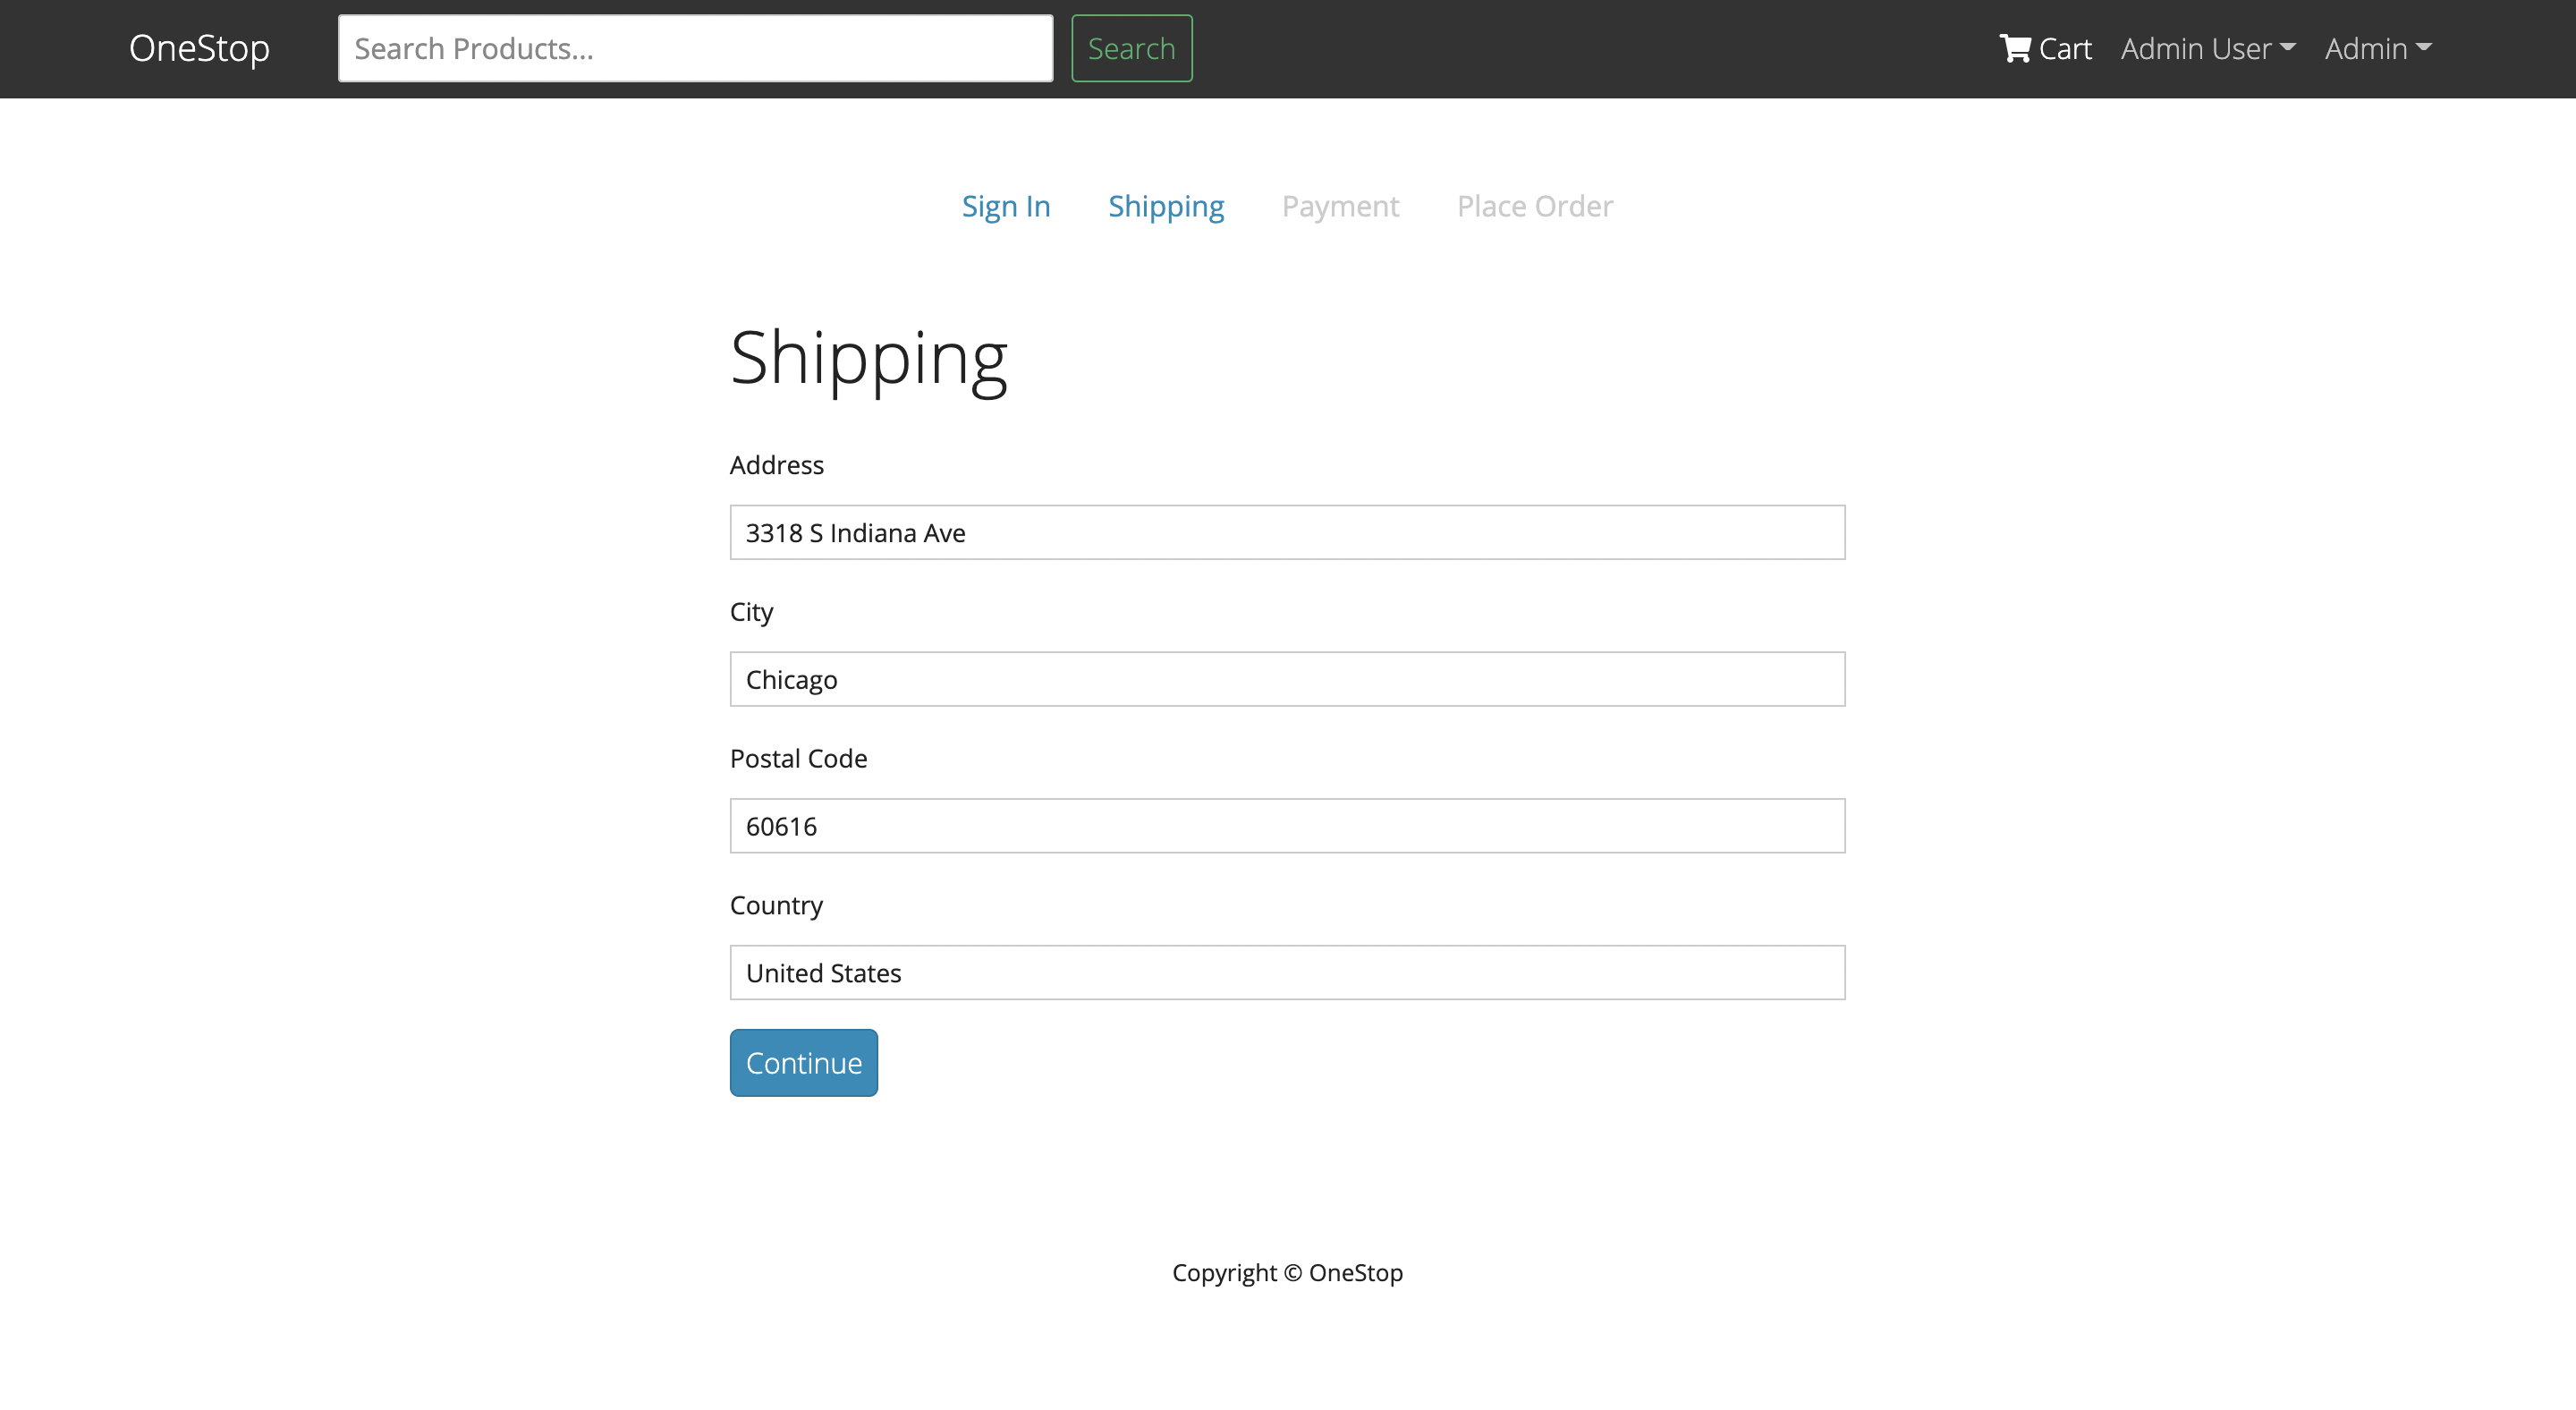 OneStop Search Products... Search Cart Admin User Admin
Sign In Shipping Payment Place Order
Shipping
Address
3318 S Indiana Ave
City
Chicago
Postal Code
60616
Country
United States
Continue
Copyright © OneStop